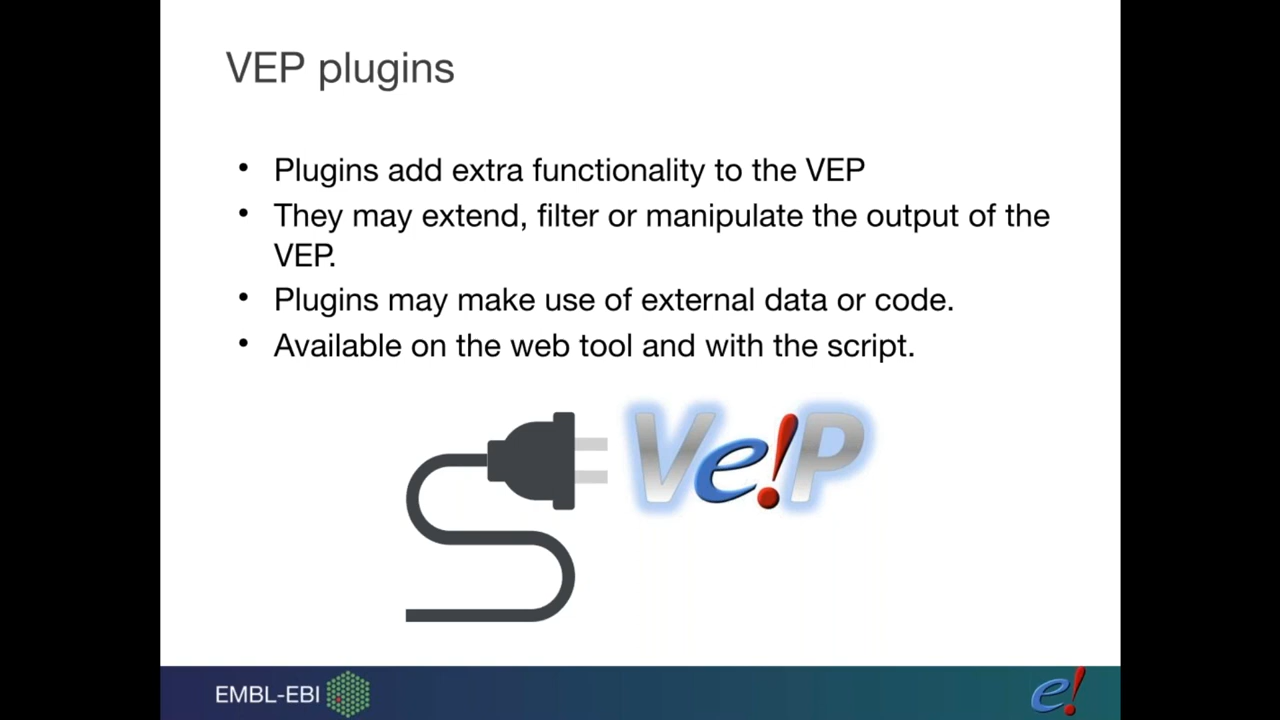 VEP plugins
• Plugins add extra functionality to the VEP
• They may extend, filter or manipulate the output of the
VEP.
• Plugins may make use of external data or code.
• Available on the web tool and with the script.
Ve!P
EMBL-EBI
e!